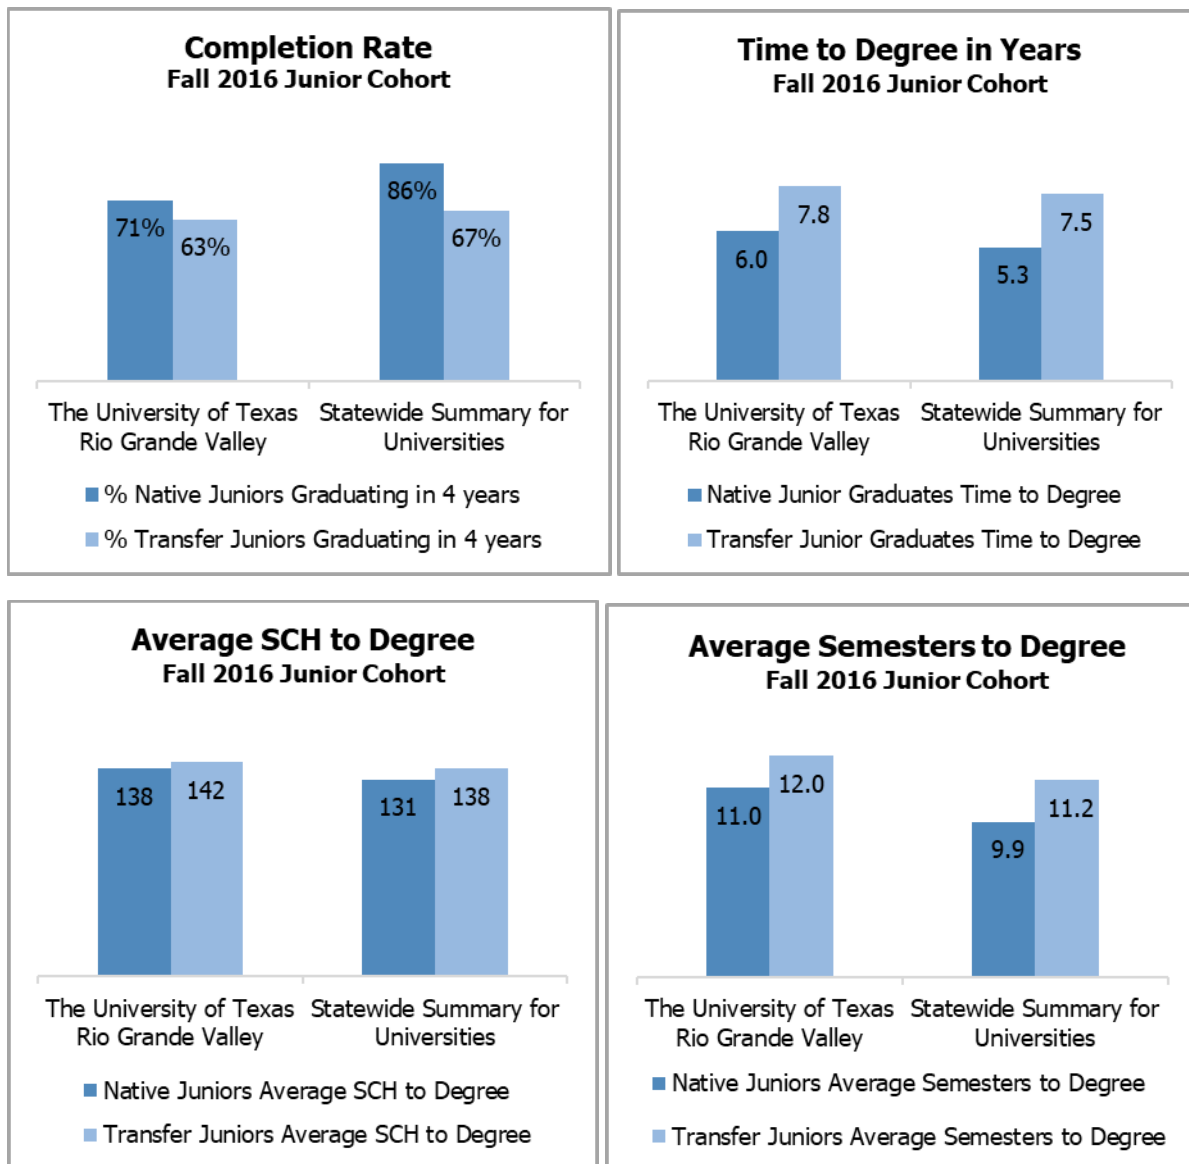 Completion Rate
Fall 2016 Junior Cohort
86%
71%
63%
67%
The University of Texas
Rio Grande Valley
Statewide Summary for
Universities
% Native Juniors Graduating in 4 years
% Transfer Juniors Graduating in 4 years
Time to Degree in Years
Fall 2016 Junior Cohort
7.8
7.5
6.0
5.3
The University of Texas
Rio Grande Valley
Statewide Summary for
Universities
Native Junior Graduates Time to Degree
Transfer Junior Graduates Time to Degree
Average SCH to Degree
Fall 2016 Junior Cohort
138
142
131
138
The University of Texas
Rio Grande Valley
Statewide Summary for
Universities
Native Juniors Average SCH to Degree
Transfer Juniors Average SCH to Degree
Average Semesters to Degree
Fall 2016 Junior Cohort
11.0
12.0
9.9
11.2
The University of Texas
Rio Grande Valley
Statewide Summary for
Universities
Native Juniors Average Semesters to Degree
Transfer Juniors Average Semesters to Degree